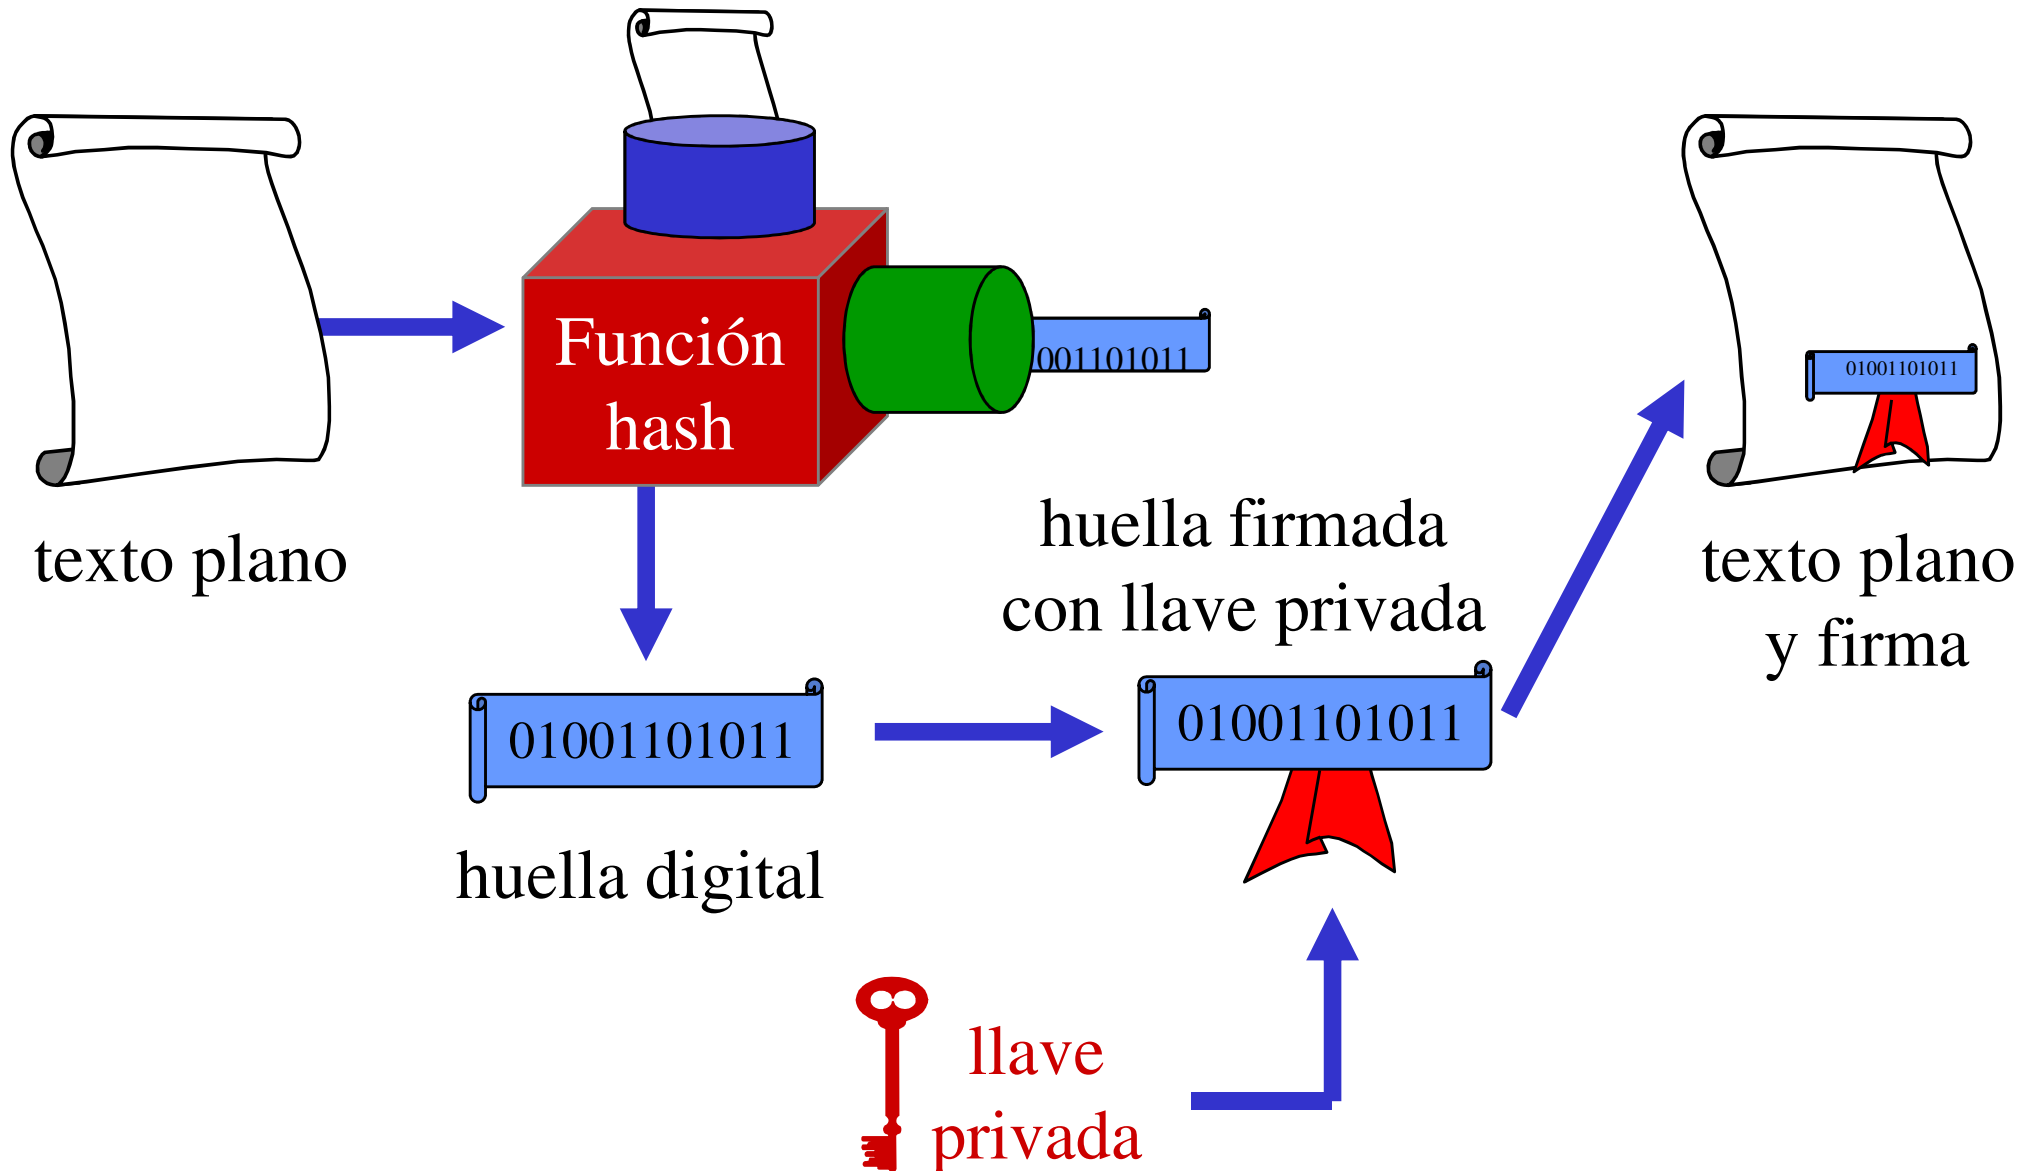 Función
hash
001101011
01001101011
texto plano
huella firmada
con llave privada
texto plano
y firma
01001101011
01001101011
huella digital
llave
privada